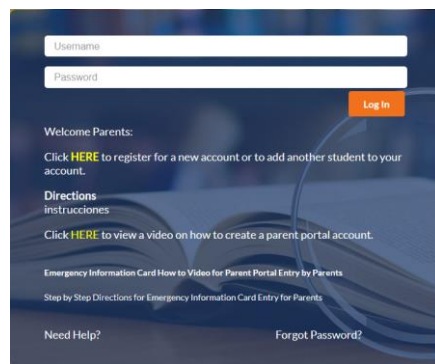 Username
Password
Log In
Welcome Parents:
Click HERE to register for a new account or to add another student to your
account.
Directions
instrucciones
Click HERE to view a video on how to create a parent portal account.
Emergency Information Card How to Video for Parent Portal Entry by Parents
Step by Step Directions for Emergency Information Card Entry for Parents
Need Help?
Forgot Password?